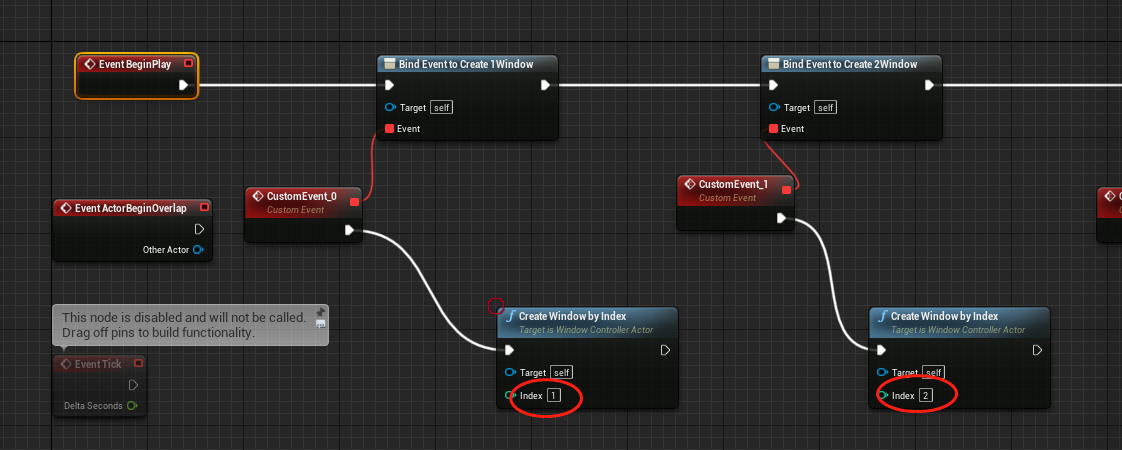 Event BeginPlay
Bind Event to Create 1Window
Target self
Event
Bind Event to Create 2Window
Target self
Event
CustomEvent_0
Custom Event
CustomEvent_1
Custom Event
Event ActorBeginOverlap
Other Actor
This node is disabled and will not be called.
Drag off pins to build functionality.
Event Tick
Delta Seconds
Create Window by Index
Target is Window Controller Actor
Target self
Index 1
Create Window by Index
Target is Window Controller Actor
Target self
Index 2